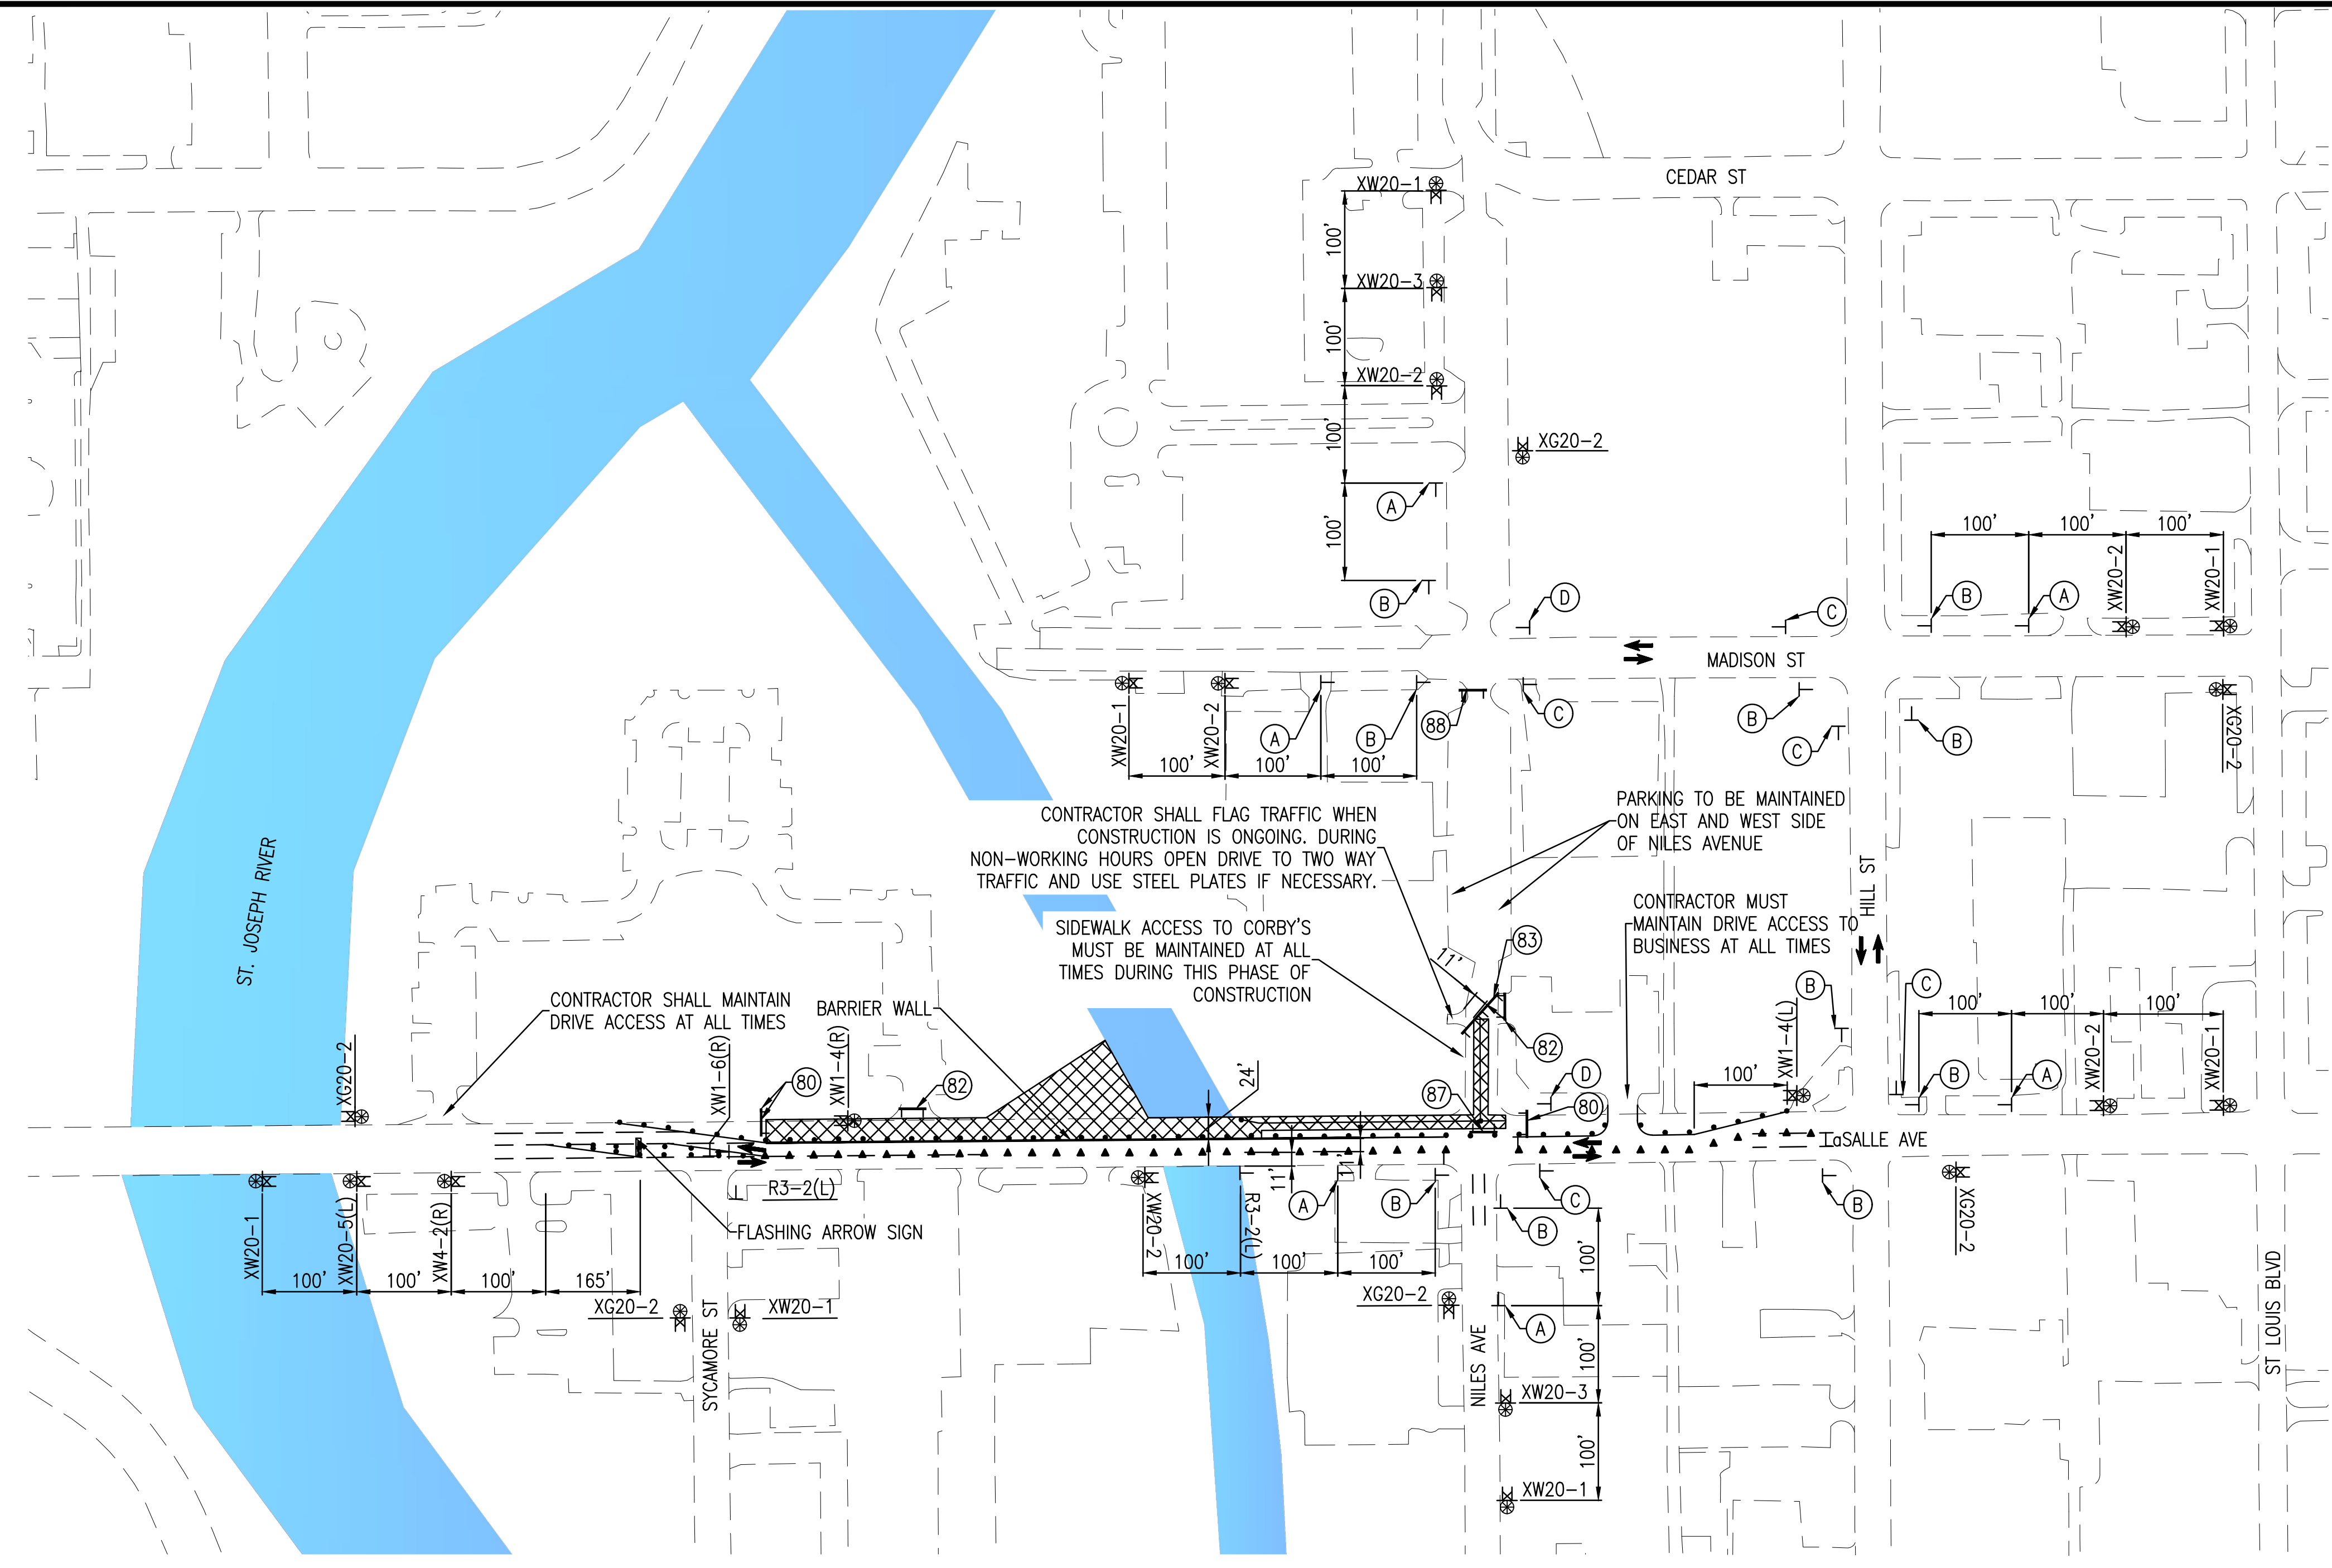 CEDAR ST
XW20-1
100'
XW20-3
100'
XW20-2
100'
XG20-2
A
100'
B
D
C
100'
100'
100'
XW20-2
XW20-1
B
A
MADISON ST
XW20-1
XW20-2
A
B
88
C
B
C
B
XG20-2
100'
100'
100'
CONTRACTOR SHALL FLAG TRAFFIC WHEN
CONSTRUCTION IS ONGOING. DURING
NON-WORKING HOURS OPEN DRIVE TO TWO WAY
TRAFFIC AND USE STEEL PLATES IF NECESSARY.
PARKING TO BE MAINTAINED
ON EAST AND WEST SIDE
OF NILES AVENUE
HILL ST
ST. JOSEPH RIVER
SIDEWALK ACCESS TO CORBY'S
MUST BE MAINTAINED AT ALL
TIMES DURING THIS PHASE OF
CONSTRUCTION
CONTRACTOR MUST
MAINTAIN DRIVE ACCESS TO
BUSINESS AT ALL TIMES
11'
83
82
CONTRACTOR SHALL MAINTAIN
DRIVE ACCESS AT ALL TIMES
BARRIER WALL
XG20-2
XW1-6(R)
80
XW1-4(R)
82
24'
87
D
80
100'
XW1-4(L)
B
C
100'
100'
100'
B
A
XW20-2
XW20-1
LaSALLE AVE
R3-2(L)
FLASHING ARROW SIGN
XW20-1
XW20-5(L)
XW4-2(R)
100'
100'
100'
165'
XW20-2
11'
R3-2(L)
11'
A
B
C
B
B
XG20-2
100'
100'
100'
100'
XG20-2
XW20-1
SYCAMORE ST
XG20-2
A
NILES AVE
100'
XW20-3
100'
XW20-1
ST LOUIS BLVD